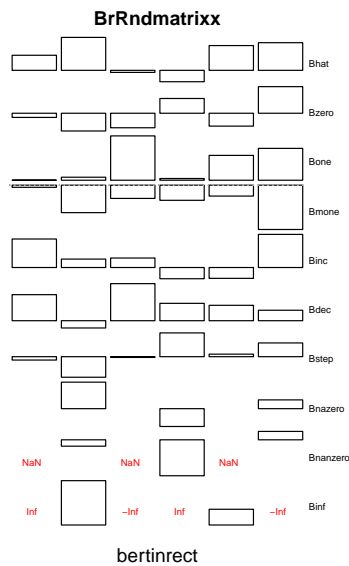 BrRndmatrixx
Bhat
Bzero
Bone
Bmone
Binc
Bdec
Bstep
Bnazero
Bnanzero
NaN NaN NaN
Binf
Inf −Inf Inf −Inf
bertinrect